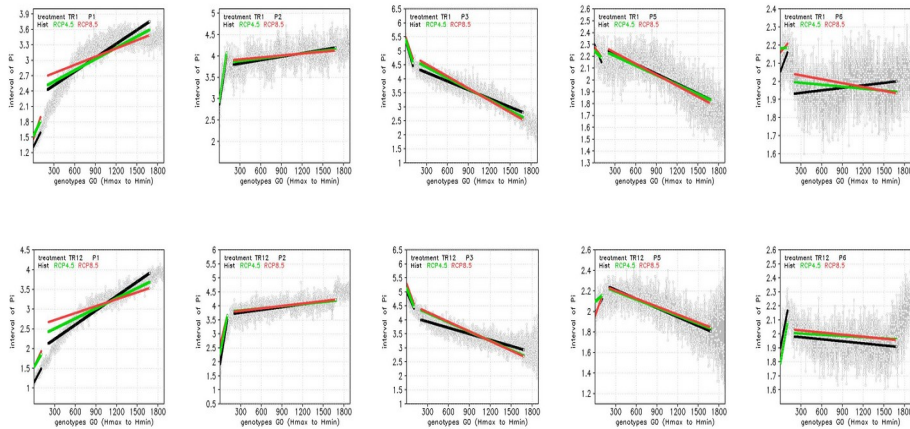 treatment TR1 P1
Hist RCP4.5 RCP8.5
interval of Pi
3.9
3.6
3.3
3
2.7
2.4
2.1
1.8
1.5
1.2
300 600 900 1200 1500 1800
genotypes G0 (Hmax to Hmin)
treatment TR1 P2
Hist RCP4.5 RCP8.5
interval of Pi
5
4
3
2
300 600 900 1200 1500 1800
genotypes G0 (Hmax to Hmin)
treatment TR1 P3
Hist RCP4.5 RCP8.5
interval of Pi
6.5
6
5.5
5
4.5
4
3.5
3
2.5
2
1.5
1
300 600 900 1200 1500 1800
genotypes G0 (Hmax to Hmin)
treatment TR1 P5
Hist RCP4.5 RCP8.5
interval of Pi
2.6
2.5
2.4
2.3
2.2
2.1
2
1.9
1.8
1.7
1.6
1.5
1.4
1.3
300 600 900 1200 1500 1800
genotypes G0 (Hmax to Hmin)
treatment TR1 P6
Hist RCP4.5 RCP8.5
interval of Pi
2.4
2.3
2.2
2.1
2
1.9
1.8
1.7
1.6
300 600 900 1200 1500 1800
genotypes G0 (Hmax to Hmin)
treatment TR12 P1
Hist RCP4.5 RCP8.5
interval of Pi
4.5
4
3.5
3
2.5
2
1.5
1
300 600 900 1200 1500 1800
genotypes G0 (Hmax to Hmin)
treatment TR12 P2
Hist RCP4.5 RCP8.5
interval of Pi
6
5.5
5
4.5
4
3.5
3
2.5
2
1.5
1
0.5
300 600 900 1200 1500 1800
genotypes G0 (Hmax to Hmin)
treatment TR12 P3
Hist RCP4.5 RCP8.5
interval of Pi
6.5
6
5.5
5
4.5
4
3.5
3
2.5
2
1.5
1
300 600 900 1200 1500 1800
genotypes G0 (Hmax to Hmin)
treatment TR12 P5
Hist RCP4.5 RCP8.5
interval of Pi
2.6
2.4
2.2
2
1.8
1.6
1.4
1.2
300 600 900 1200 1500 1800
genotypes G0 (Hmax to Hmin)
treatment TR12 P6
Hist RCP4.5 RCP8.5
interval of Pi
2.6
2.5
2.4
2.3
2.2
2.1
2
1.9
1.8
1.7
1.6
1.5
300 600 900 1200 1500 1800
genotypes G0 (Hmax to Hmin)